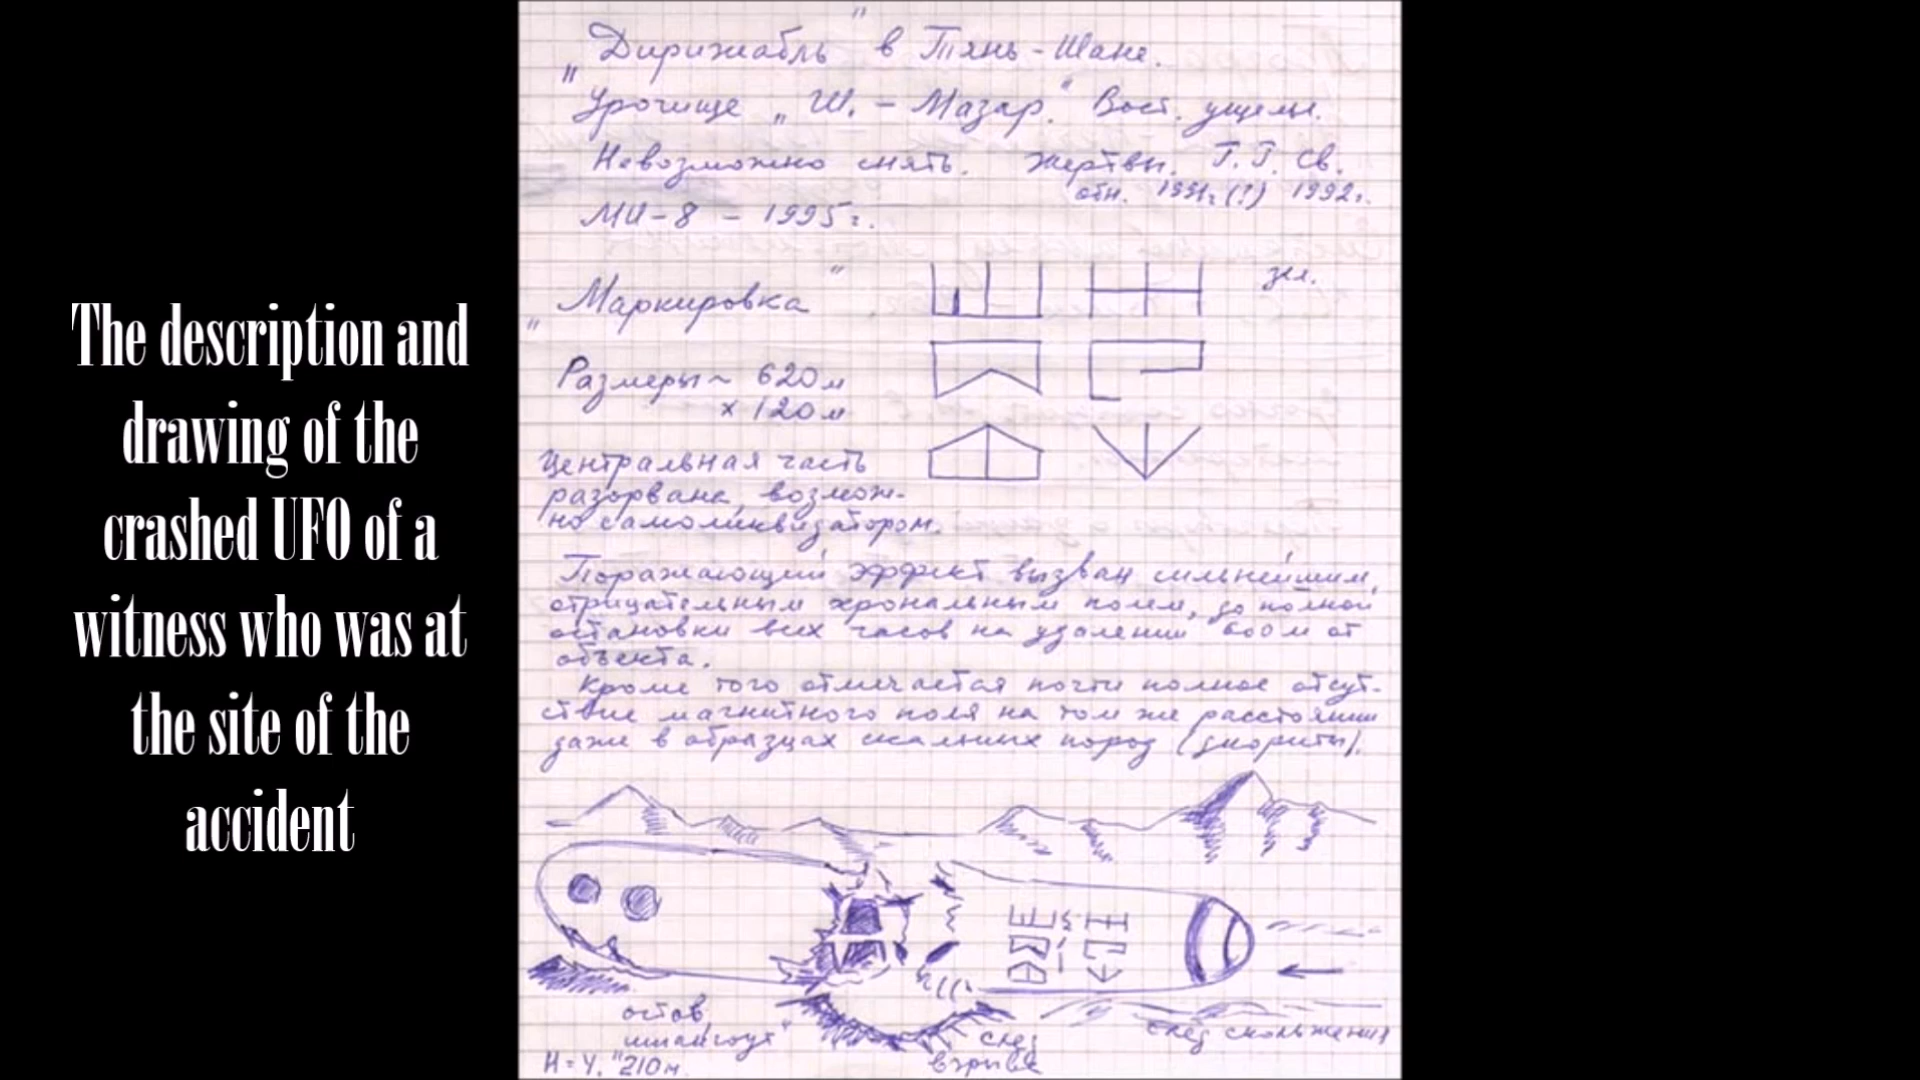 The description and
drawing of the
crashed UFO of a
witness who was at
the site of the
accident
„Дирижабль" в Тянь-Шане.
Урочище „Ш. - Мазар." Вост. ущелье.
Невозможно снять. Жертвы. Г.Г. Св.
обн. 1991г (?) 1992г.
МИ-8 - 1995г.
„Маркировка"
зел.
Размеры ~ 620м
х 120м
Центральная часть
разорвана, возмож-
но самоликвидатором.
Поражающий эффект вызван сильнейшим,
отрицательным хрональным полем, до полной
остановки всех часов на удалении 600м от
объекта.
Кроме того отмечается почти полное отсут-
ствие магнитного поля на том же расстоянии
даже в образцах скальных пород (диориты).
остов
шпангоут"
след
взрыва
след скольжения
H = 4.210м.